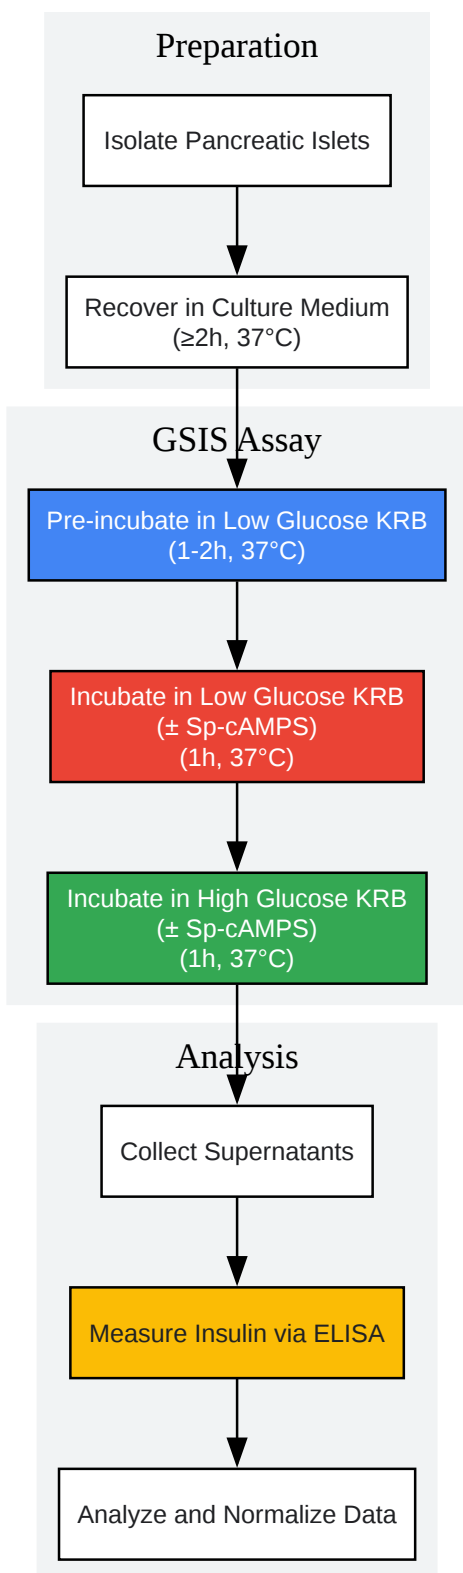 Preparation
Isolate Pancreatic Islets
Recover in Culture Medium
(≥2h, 37°C)
GSIS Assay
Pre-incubate in Low Glucose KRB
(1-2h, 37°C)
Incubate in Low Glucose KRB
(± Sp-cAMPS)
(1h, 37°C)
Incubate in High Glucose KRB
(± Sp-cAMPS)
(1h, 37°C)
Analysis
Collect Supernatants
Measure Insulin via ELISA
Analyze and Normalize Data